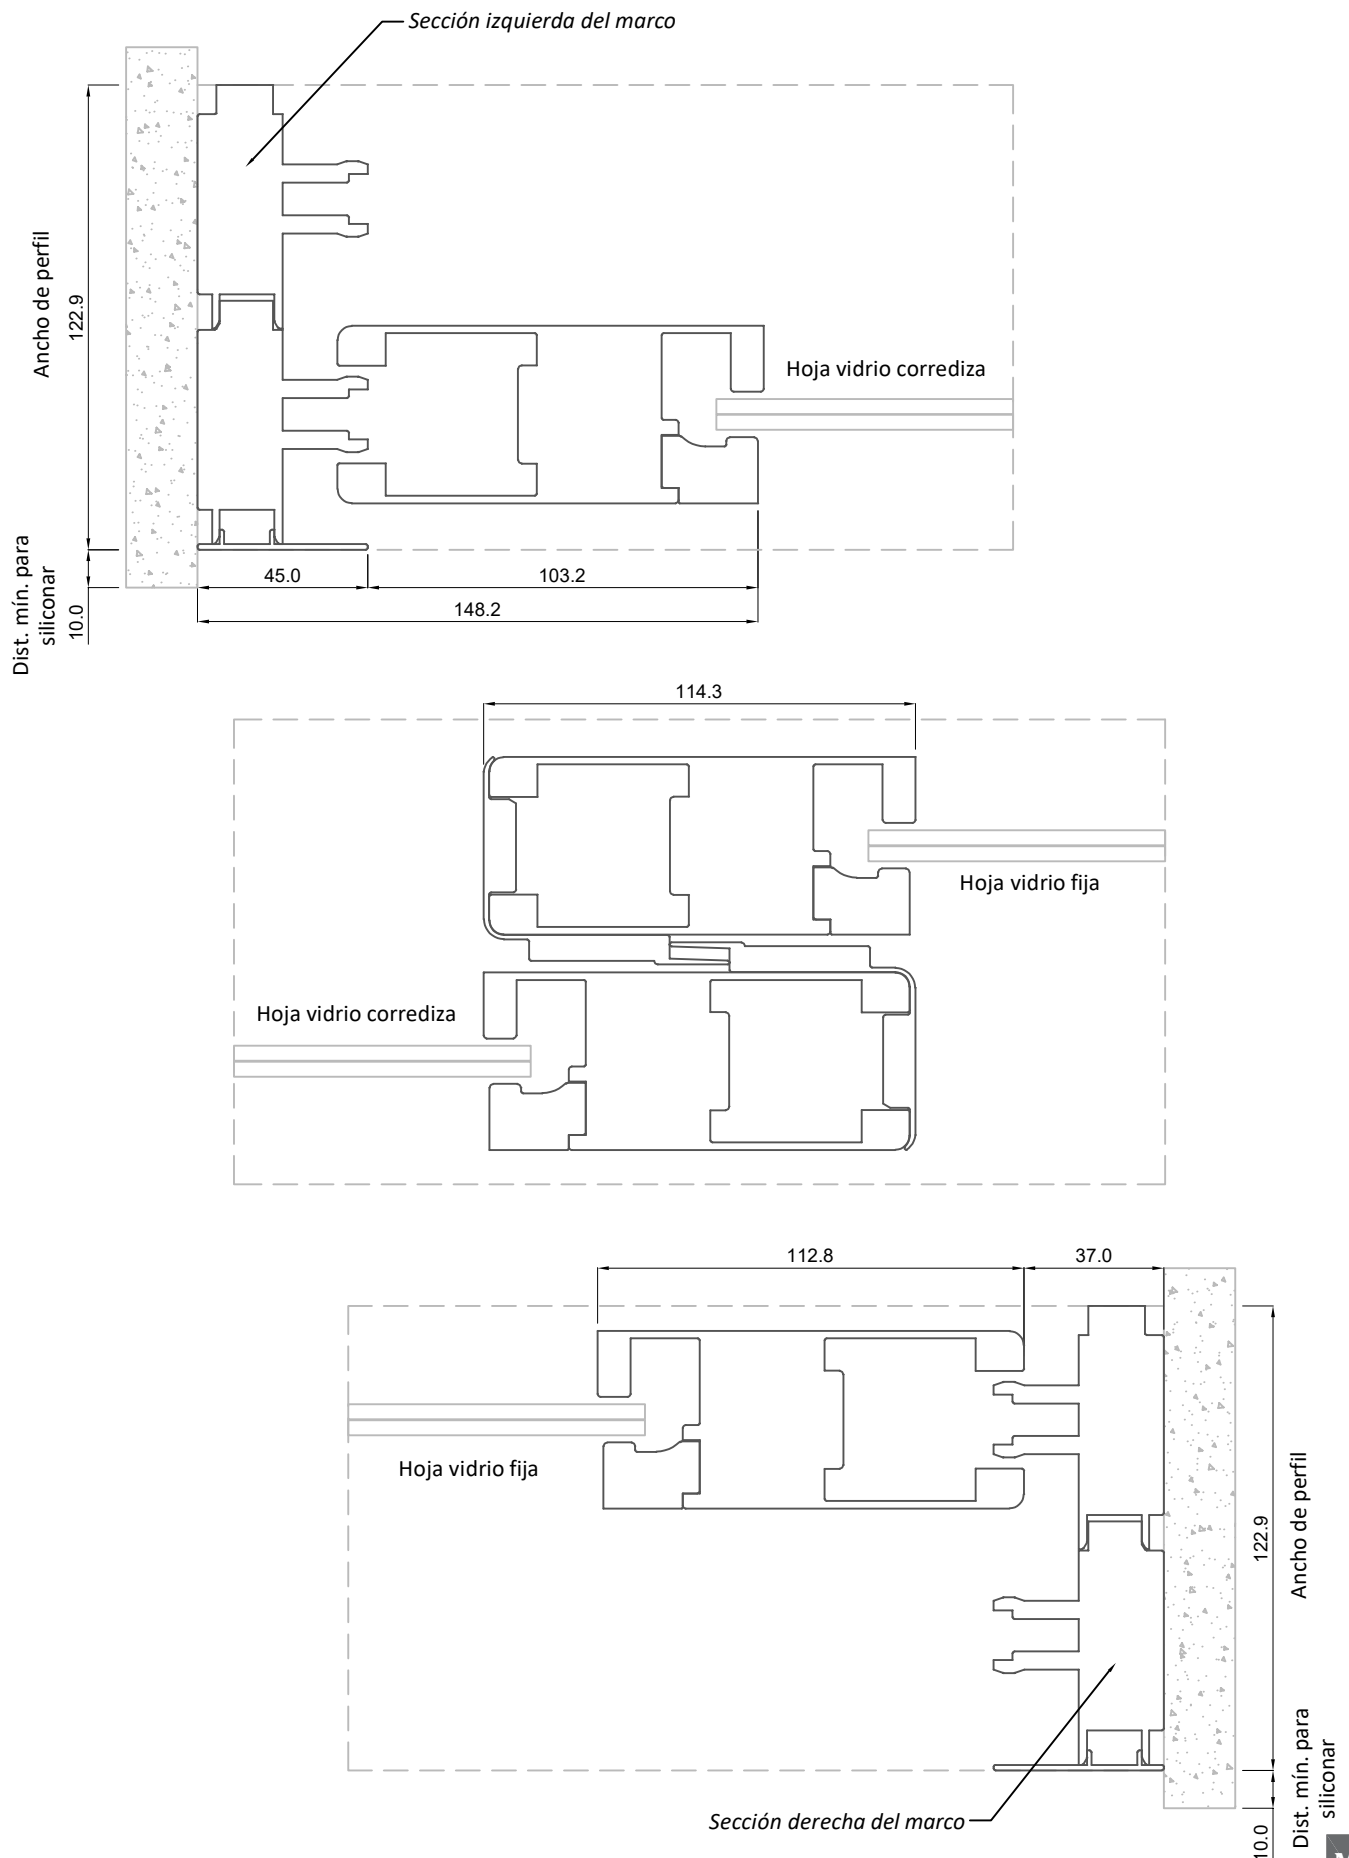 Sección izquierda del marco
Ancho de perfil
122.9
Hoja vidrio corrediza
Dist. mín. para
siliconar
10.0
45.0
103.2
148.2
114.3
Hoja vidrio fija
Hoja vidrio corrediza
112.8
37.0
Hoja vidrio fija
122.9
Ancho de perfil
Sección derecha del marco
10.0
Dist. mín. para
siliconar